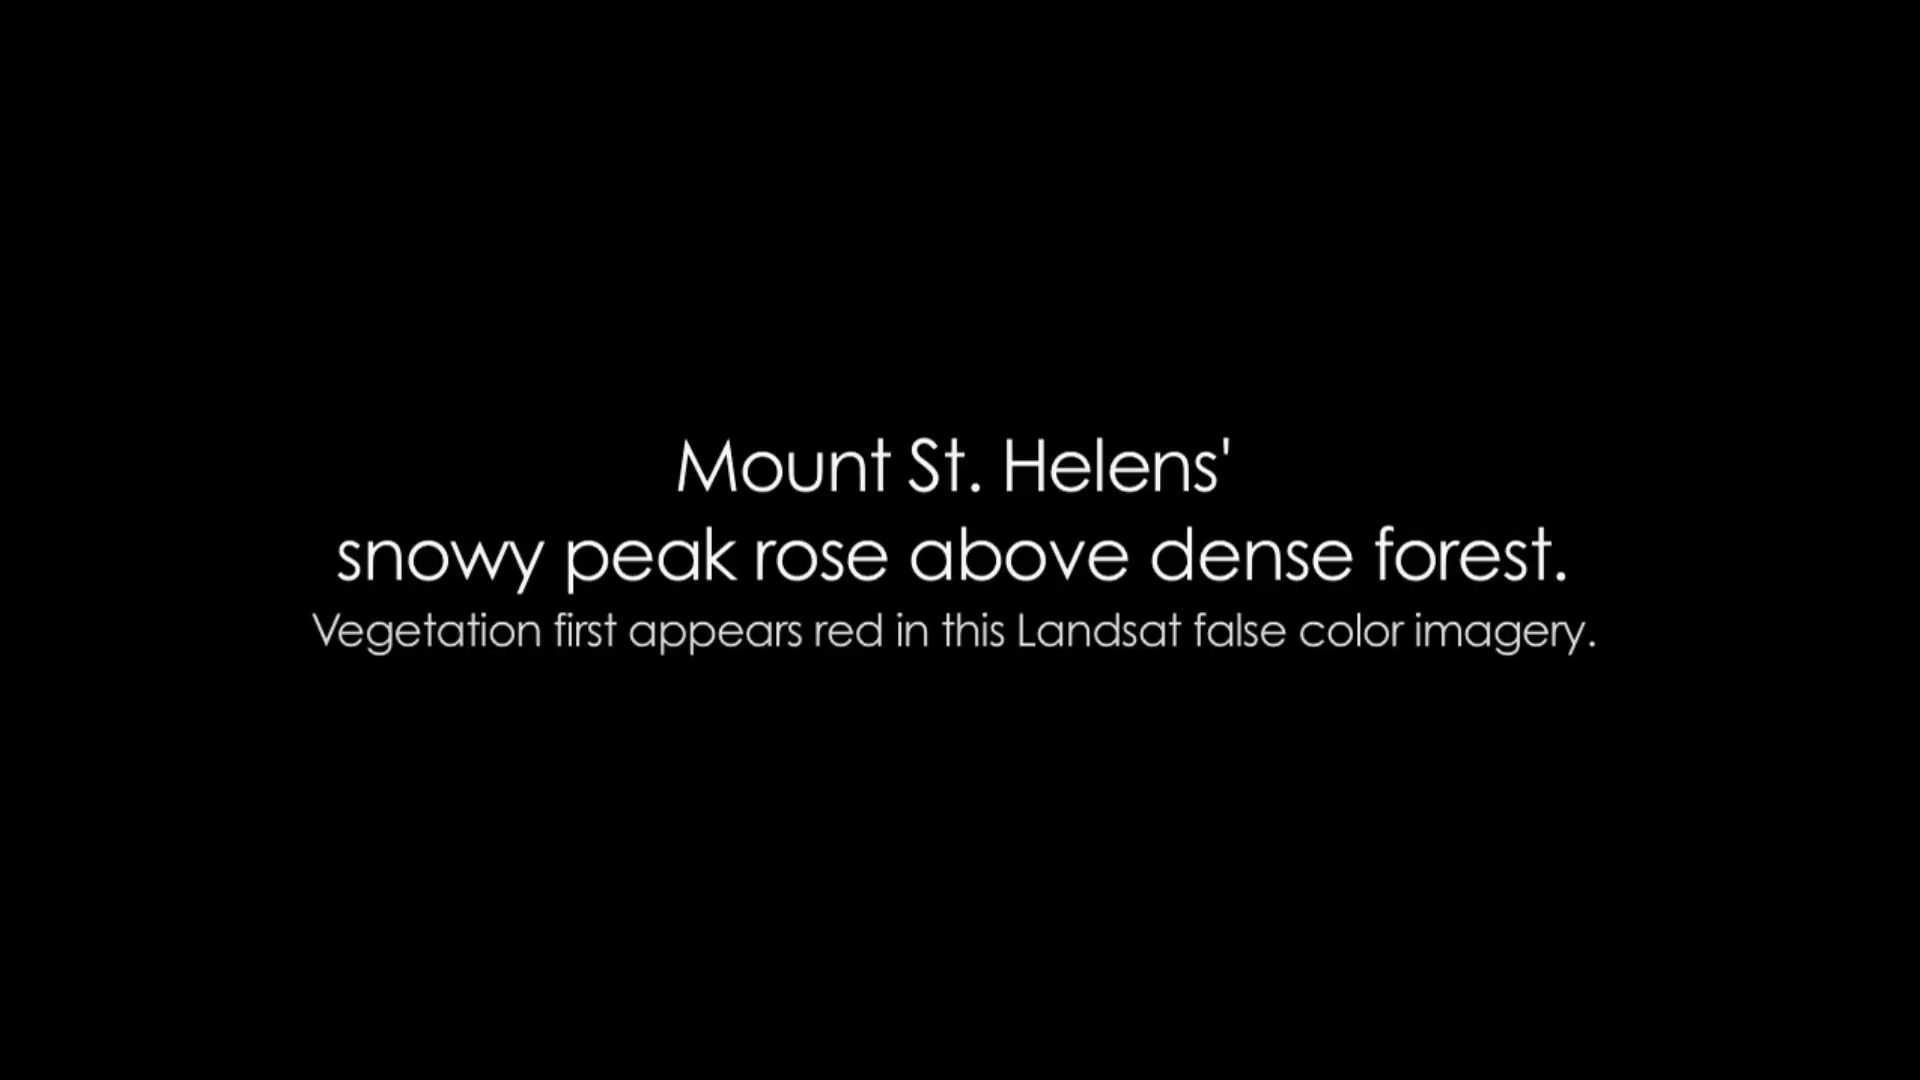 Mount St. Helens'
snowy peak rose above dense forest.
Vegetation first appears red in this Landsat false color imagery.